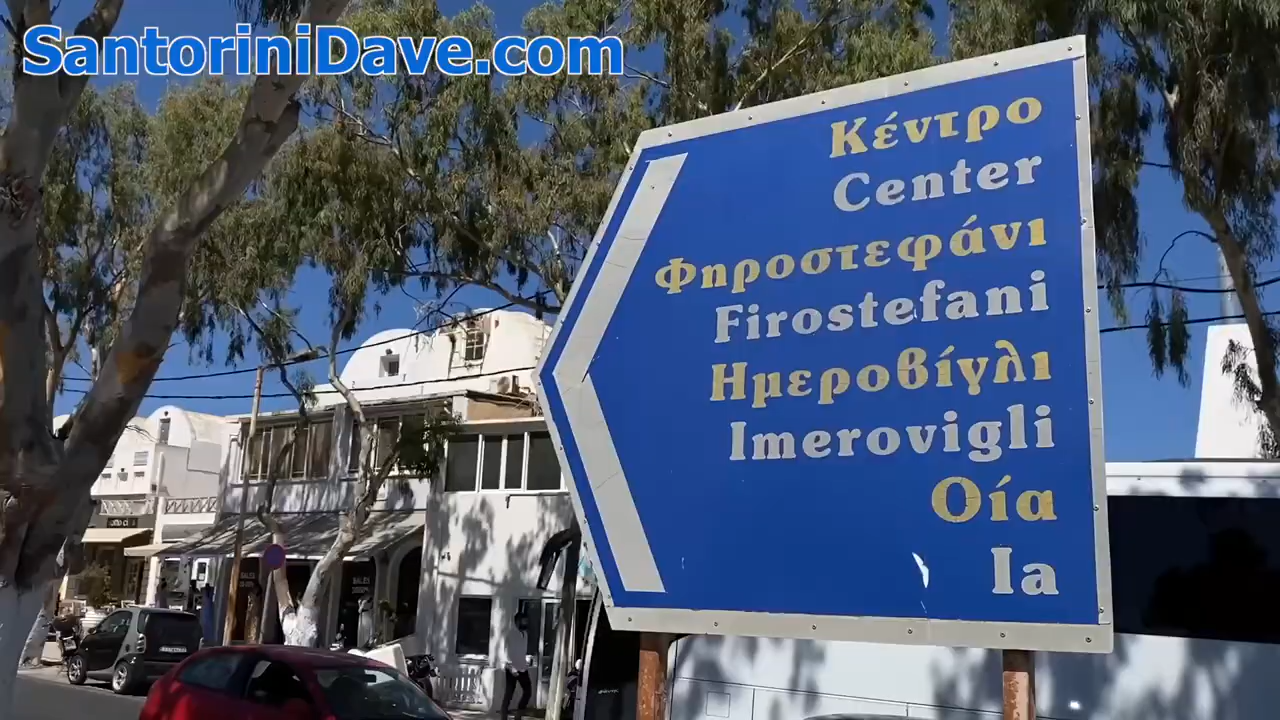 SantoriniDave.com
Κέντρο
Center
Φηροστεφάνι
Firostefani
Ημεροβίγλι
Imerovigli
Οία
Ia